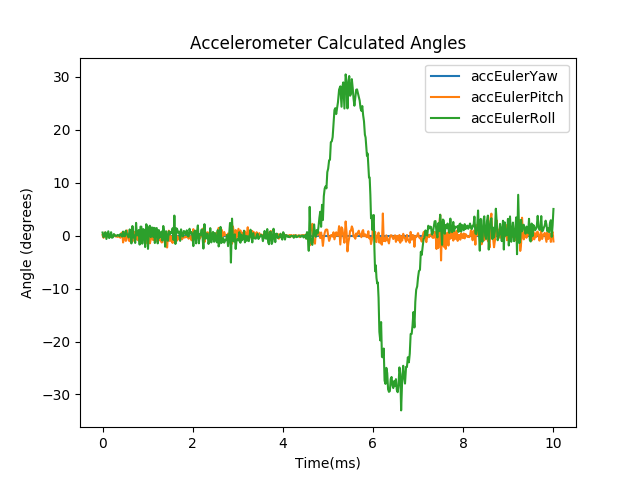 Accelerometer Calculated Angles
accEulerYaw
accEulerPitch
accEulerRoll
Angle (degrees)
30
20
10
0
−10
−20
−30
0 2 4 6 8 10
Time(ms)